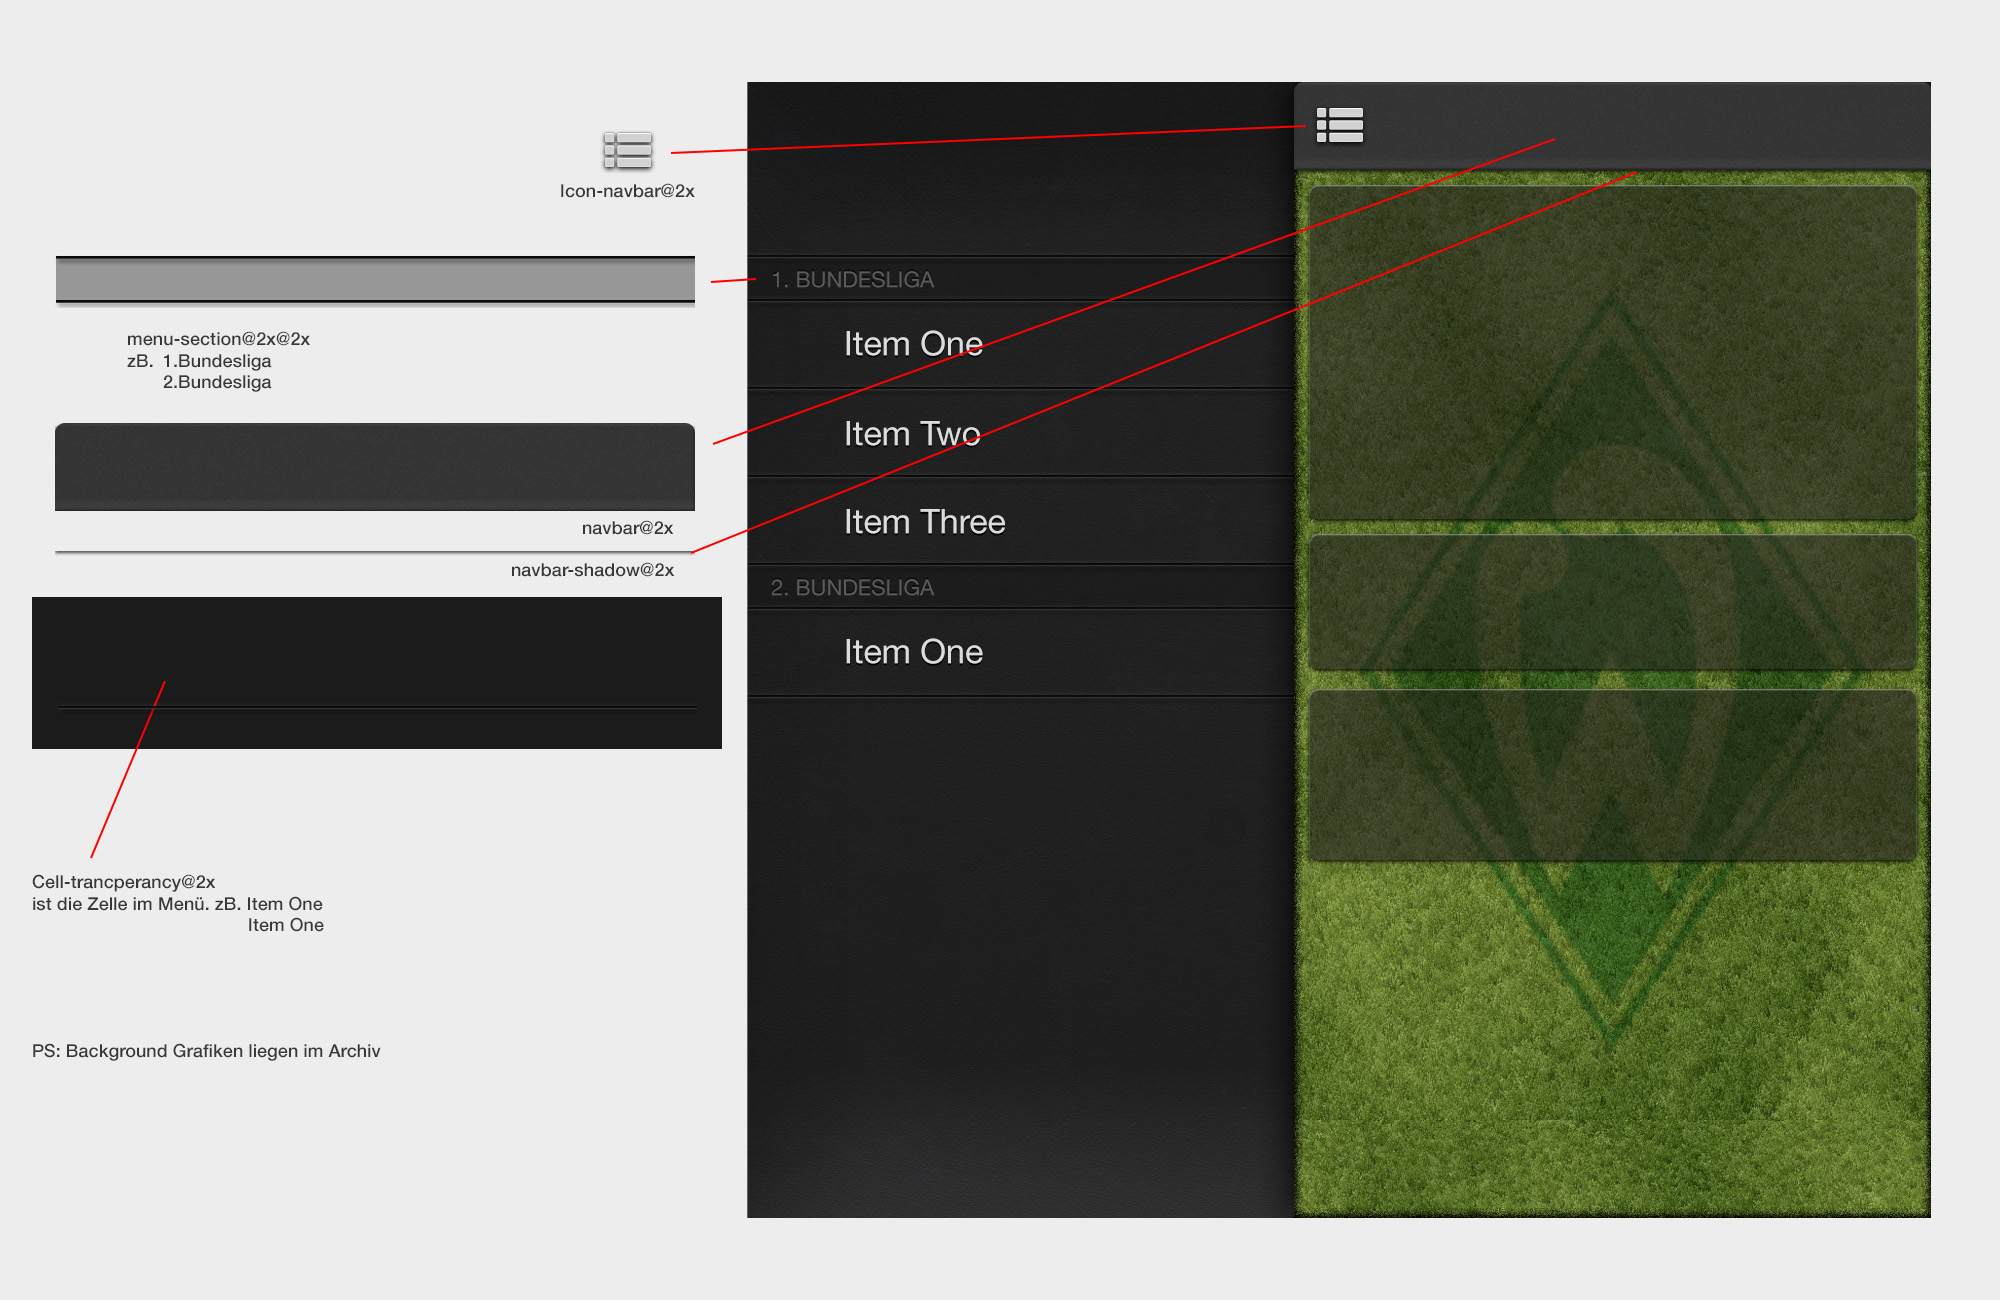 Icon-navbar@2x
menu-section@2x@2x
zB. 1.Bundesliga
2.Bundesliga
navbar@2x
navbar-shadow@2x
Cell-trancperancy@2x
ist die Zelle im Menü. zB. Item One
Item One
PS: Background Grafiken liegen im Archiv
1. BUNDESLIGA
Item One
Item Two
Item Three
2. BUNDESLIGA
Item One